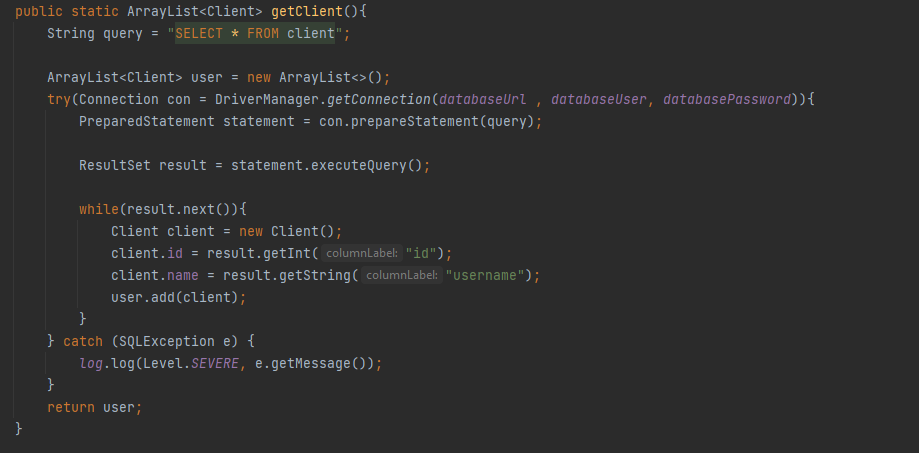 public static ArrayList<Client> getClient(){
String query = "SELECT * FROM client";
ArrayList<Client> user = new ArrayList<>();
try(Connection con = DriverManager.getConnection(databaseUrl , databaseUser, databasePassword)){
PreparedStatement statement = con.prepareStatement(query);
ResultSet result = statement.executeQuery();
while(result.next()){
Client client = new Client();
client.id = result.getInt( columnLabel: "id");
client.name = result.getString( columnLabel: "username");
user.add(client);
}
} catch (SQLException e) {
log.log(Level.SEVERE, e.getMessage());
}
return user;
}